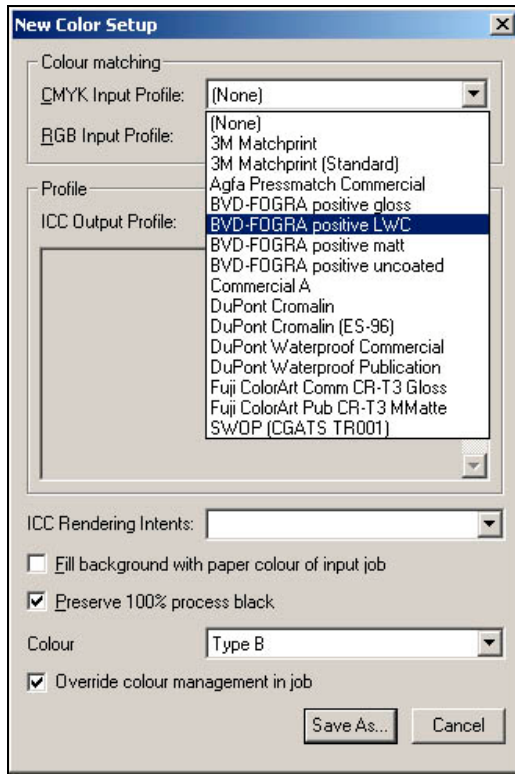 New Color Setup
Colour matching
CMYK Input Profile: (None)
RGB Input Profile:
(None)
3M Matchprint
3M Matchprint (Standard)
Agfa Pressmatch Commercial
BVD-FOGRA positive gloss
BVD-FOGRA positive LWC
BVD-FOGRA positive matt
BVD-FOGRA positive uncoated
Commercial A
DuPont Cromalin
DuPont Cromalin (ES-96)
DuPont Waterproof Commercial
DuPont Waterproof Publication
Fuji ColorArt Comm CR-T3 Gloss
Fuji ColorArt Pub CR-T3 MMatte
SWOP (CGATS TR001)
Profile
ICC Output Profile:
ICC Rendering Intents:
Fill background with paper colour of input job
Preserve 100% process black
Colour Type B
Override colour management in job
Save As... Cancel